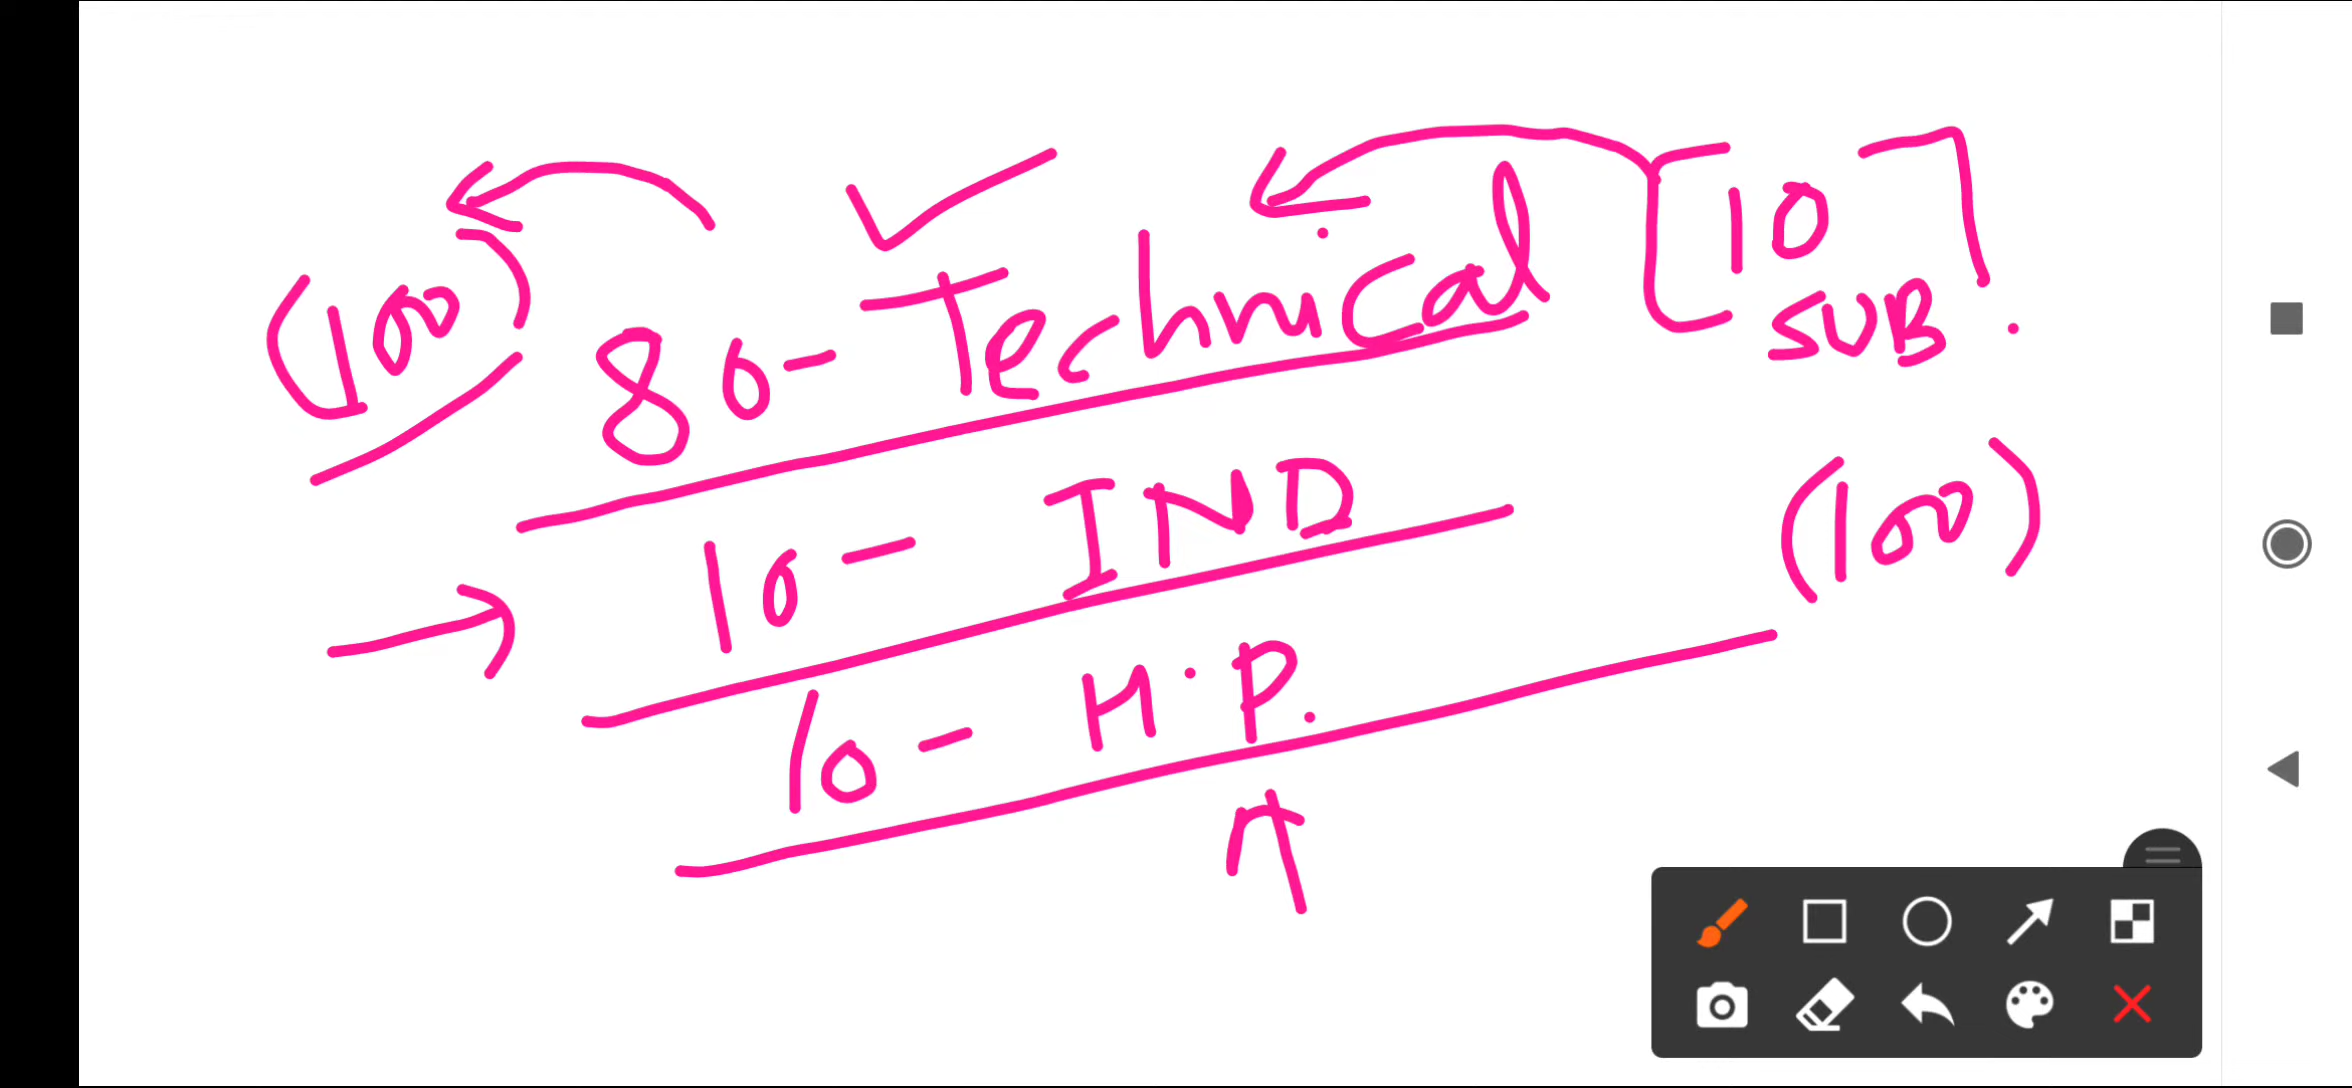 (100) 80 - Technical [10 SUB.]
10 - IND (100)
10 - H.P.